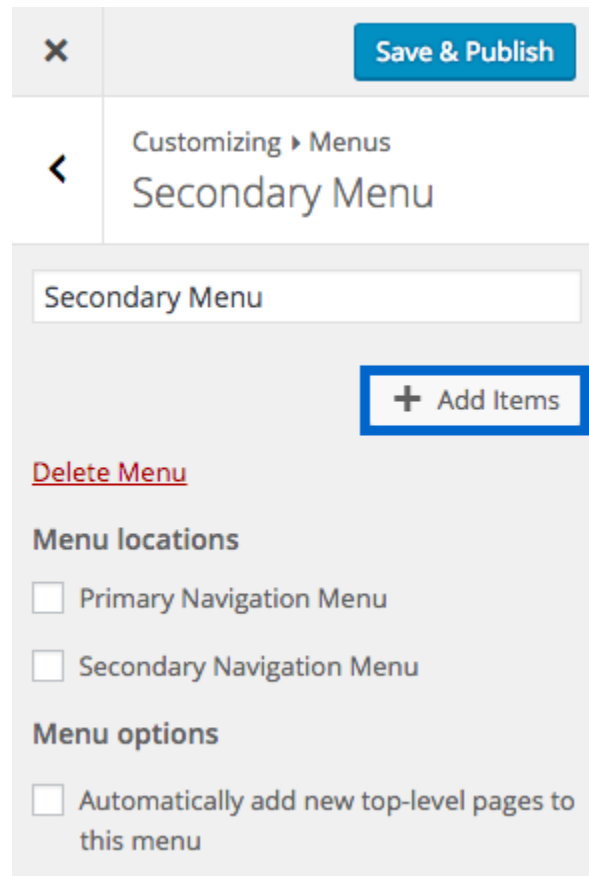 Save & Publish
Customizing ▸ Menus
Secondary Menu
Secondary Menu
+ Add Items
Delete Menu
Menu locations
Primary Navigation Menu
Secondary Navigation Menu
Menu options
Automatically add new top-level pages to
this menu